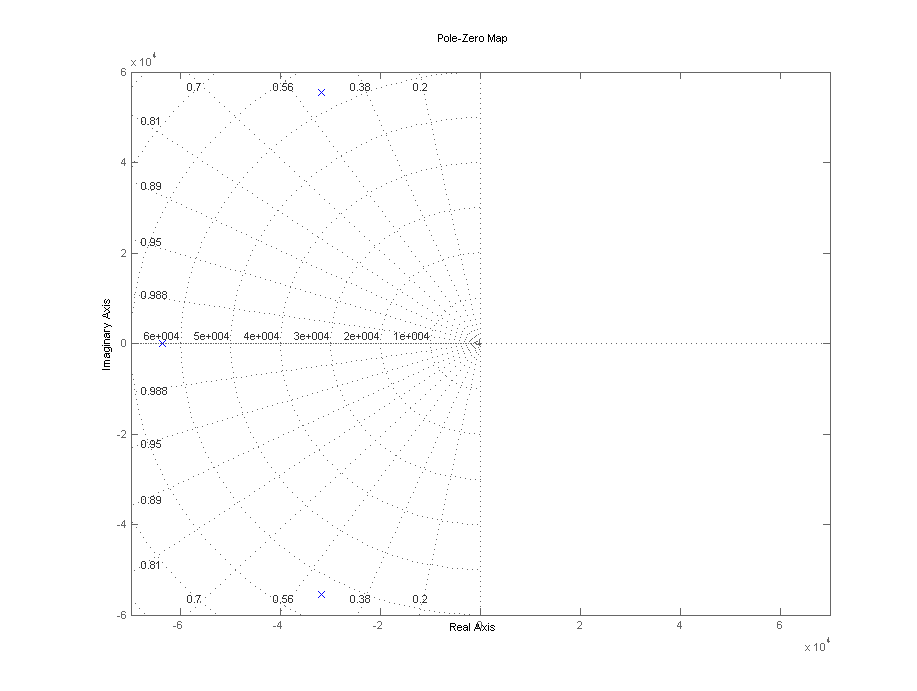 Pole-Zero Map
x 10^4
6
0.7 0.56 0.38 0.2
0.81
4
0.89
0.95
2
0.988
Imaginary Axis
6e+004 5e+004 4e+004 3e+004 2e+004 1e+004
0
0.988
-2
0.95
0.89
-4
0.81
0.7 0.56 0.38 0.2
-6
-6 -4 -2 0 2 4 6
Real Axis
x 10^4